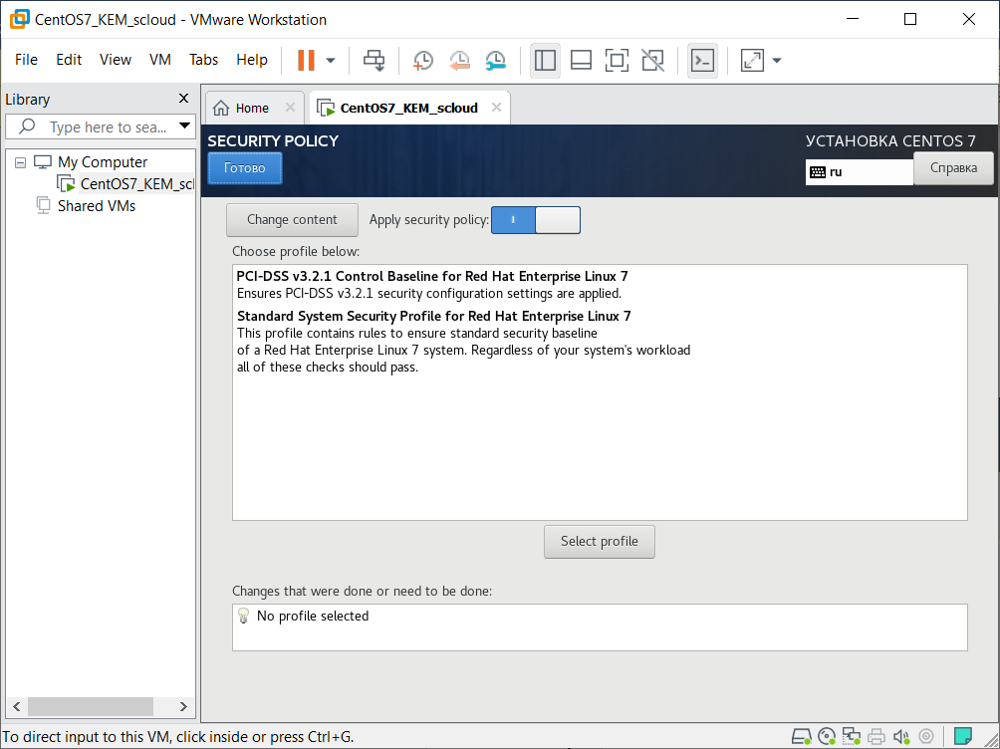 CentOS7_KEM_scloud - VMware Workstation
File Edit View VM Tabs Help
Library
Type here to sea...
My Computer
CentOS7_KEM_scl
Shared VMs
Home
CentOS7_KEM_scloud
SECURITY POLICY
УСТАНОВКА CENTOS 7
Готово
ru
Справка
Change content
Apply security policy:
Choose profile below:
PCI-DSS v3.2.1 Control Baseline for Red Hat Enterprise Linux 7
Ensures PCI-DSS v3.2.1 security configuration settings are applied.
Standard System Security Profile for Red Hat Enterprise Linux 7
This profile contains rules to ensure standard security baseline
of a Red Hat Enterprise Linux 7 system. Regardless of your system's workload
all of these checks should pass.
Select profile
Changes that were done or need to be done:
No profile selected
To direct input to this VM, click inside or press Ctrl+G.